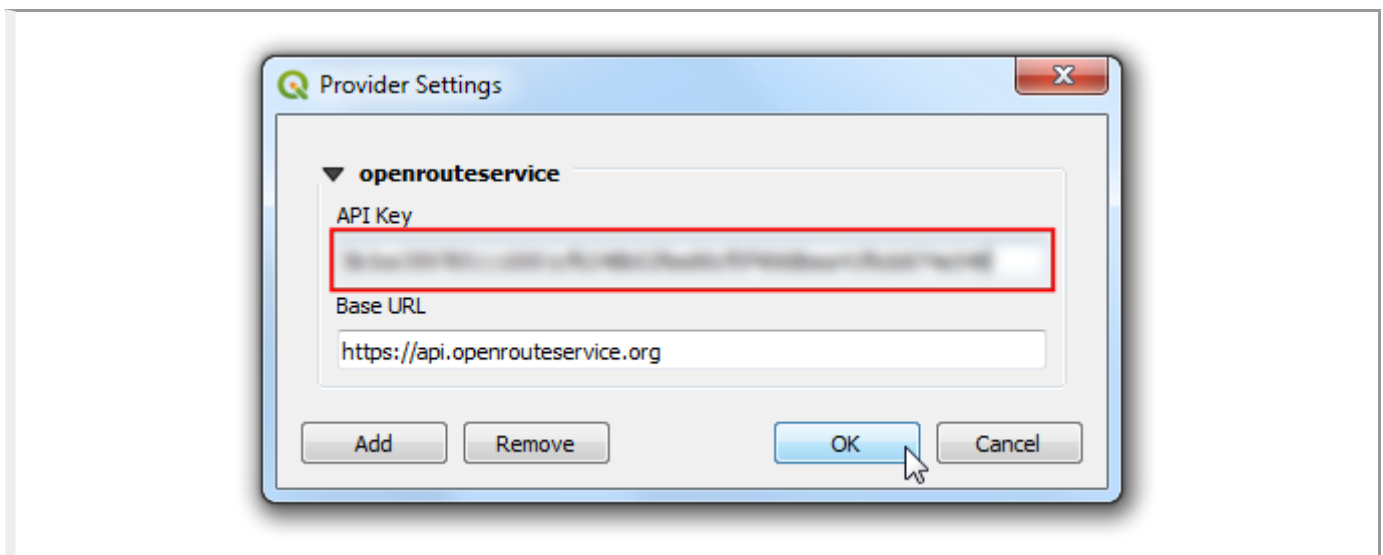 Provider Settings
openrouteservice
API Key
Base URL
https://api.openrouteservice.org
Add Remove OK Cancel